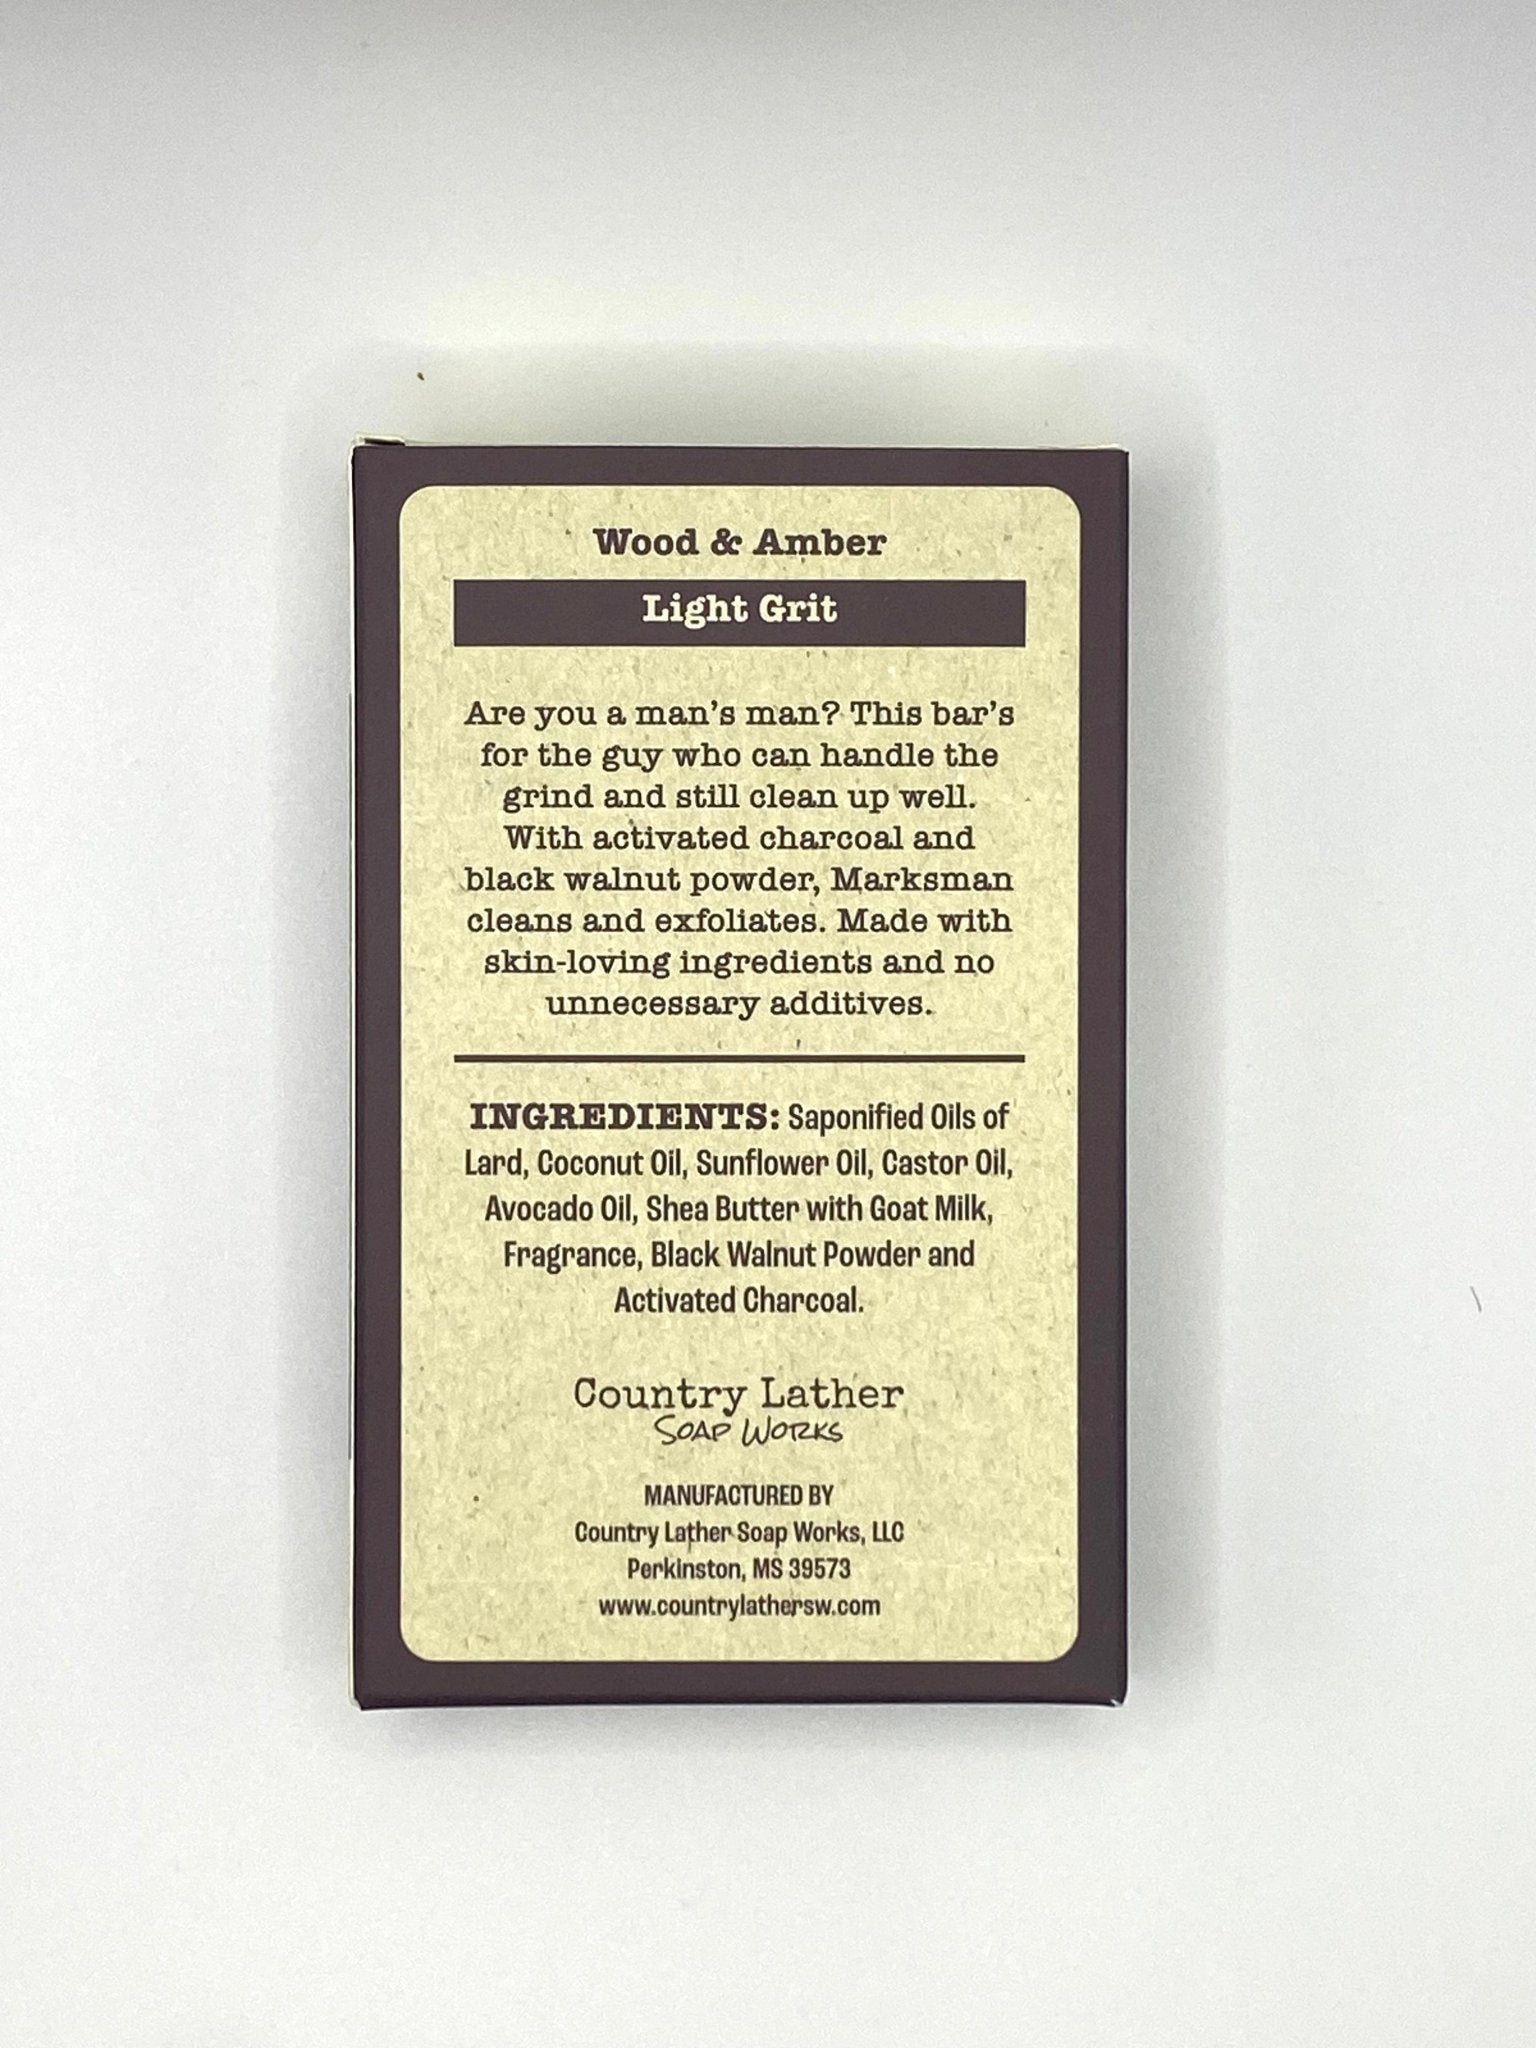 Wood & Amber
Light Grit
Are you a man's man? This bar's
for the guy who can handle the
grind and still clean up well.
With activated charcoal and
black walnut powder, Marksman
cleans and exfoliates. Made with
skin-loving ingredients and no
unnecessary additives.
INGREDIENTS: Saponified Oils of
Lard, Coconut Oil, Sunflower Oil, Castor Oil,
Avocado Oil, Shea Butter with Goat Milk,
Fragrance, Black Walnut Powder and
Activated Charcoal.
Country Lather
SOAP WORKS
MANUFACTURED BY
Country Lather Soap Works, LLC
Perkinston, MS 39573
www.countrylathersw.com